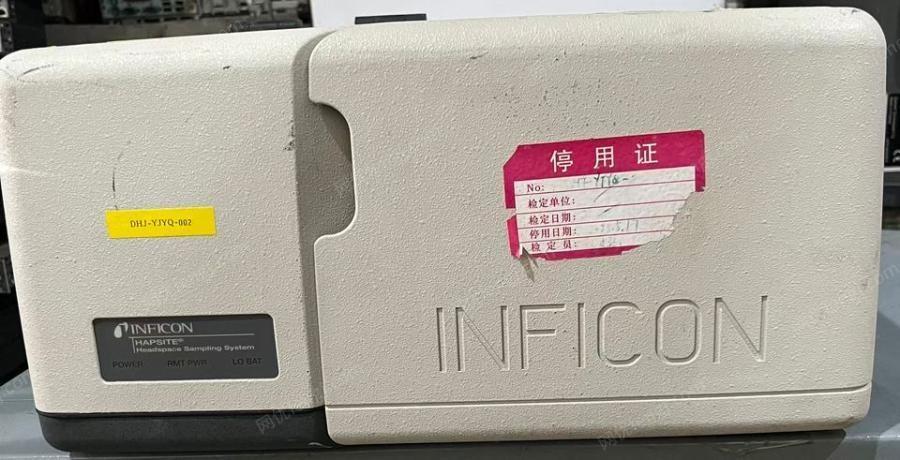 停用证
No:
检定单位:
检定日期:
停用日期:
检定员:
DHJ-YJYQ-002
INFICON
INFICON
HAPSITE®
Headspace Sampling System
POWER RMT PWR LO BAT